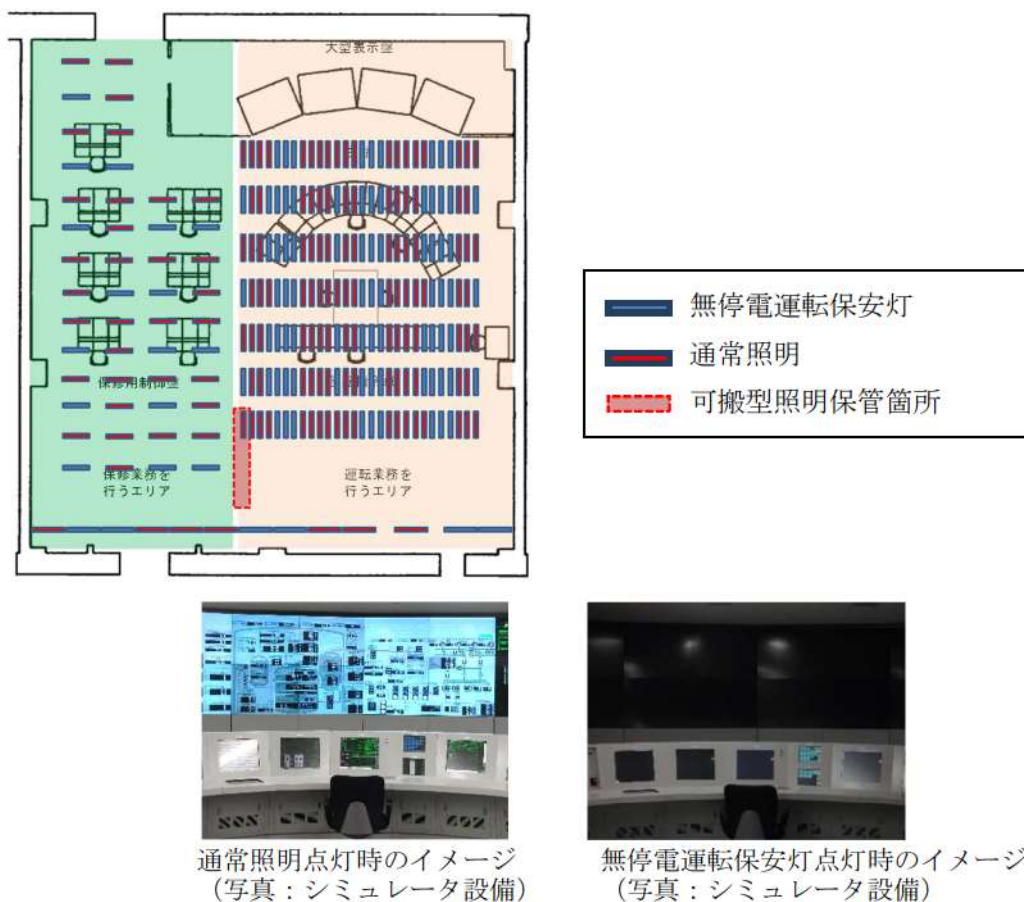 大型表示盤
保修用制御盤
保修業務を
行うエリア
運転業務を
行うエリア
無停電運転保安灯
通常照明
可搬型照明保管箇所
通常照明点灯時のイメージ
（写真：シミュレータ設備）
無停電運転保安灯点灯時のイメージ
（写真：シミュレータ設備）